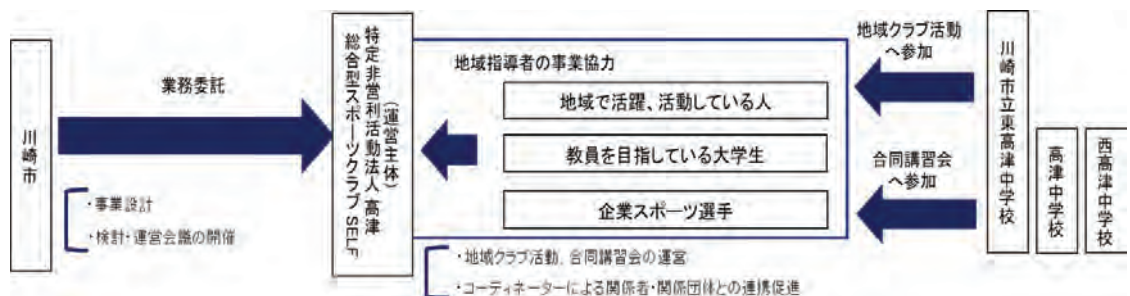 川崎市
業務委託
・事業設計
・検討・運営会議の開催
特定非営利活動法人 高津
総合型スポーツクラブ SELF
(運営主体)
地域指導者の事業協力
地域で活躍、活動している人
教員を目指している大学生
企業スポーツ選手
・地域クラブ活動、合同講習会の運営
・コーディネーターによる関係者・関係団体との連携促進
地域クラブ活動
へ参加
合同講習会
へ参加
川崎市立東高津中学校
高津中学校
西高津中学校